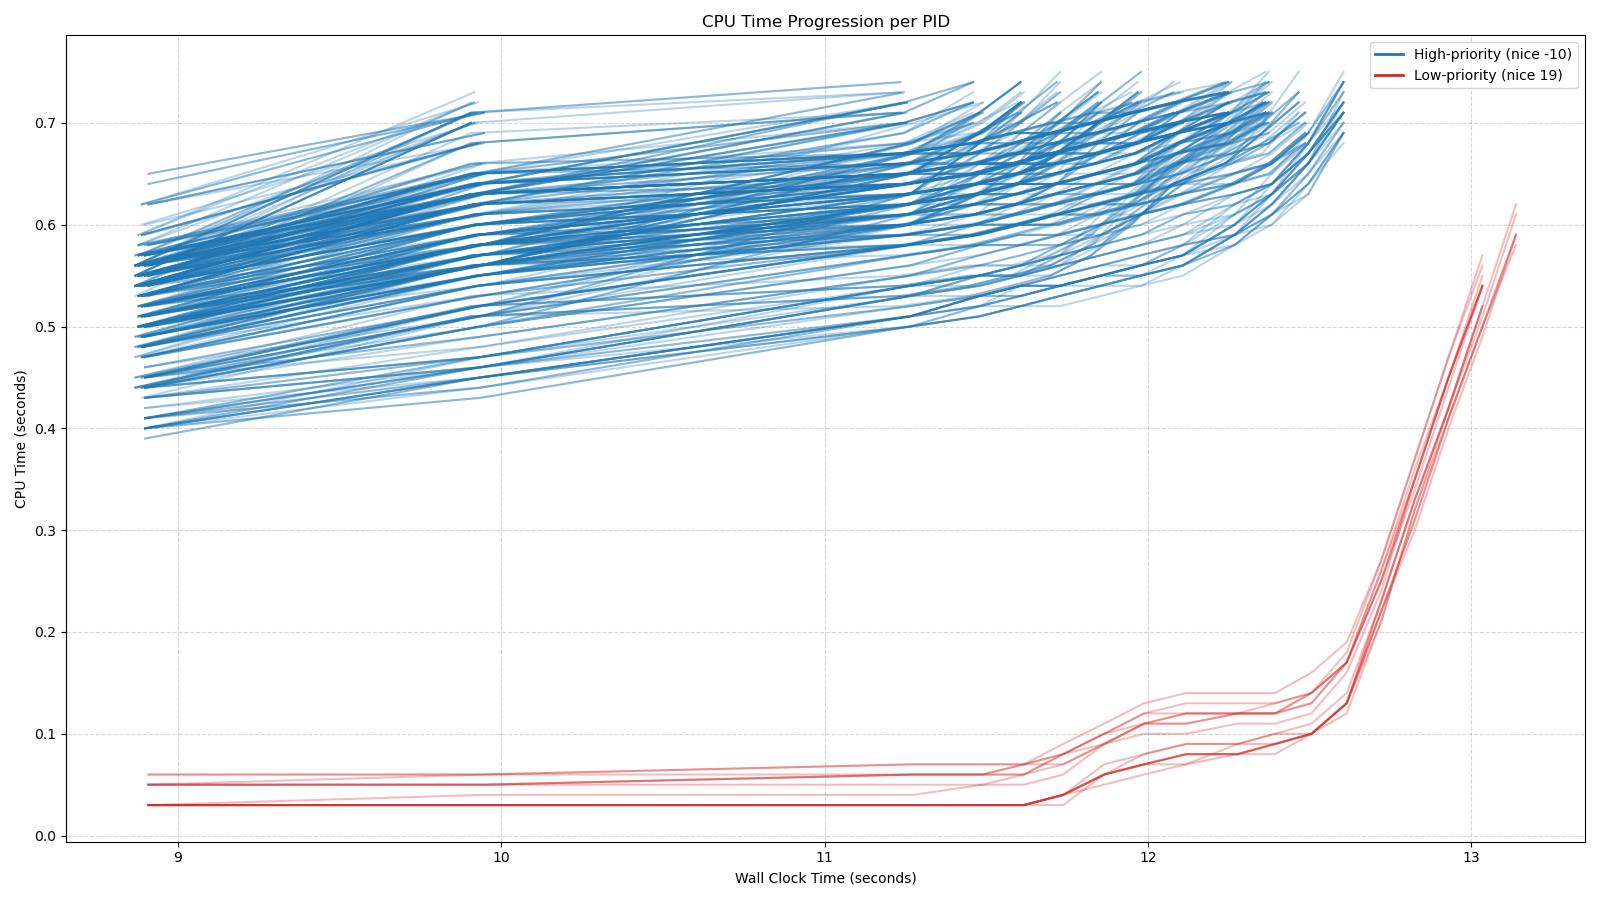 CPU Time Progression per PID
High-priority (nice -10)
Low-priority (nice 19)
CPU Time (seconds)
0.7
0.6
0.5
0.4
0.3
0.2
0.1
0.0
9
10
11
12
13
Wall Clock Time (seconds)